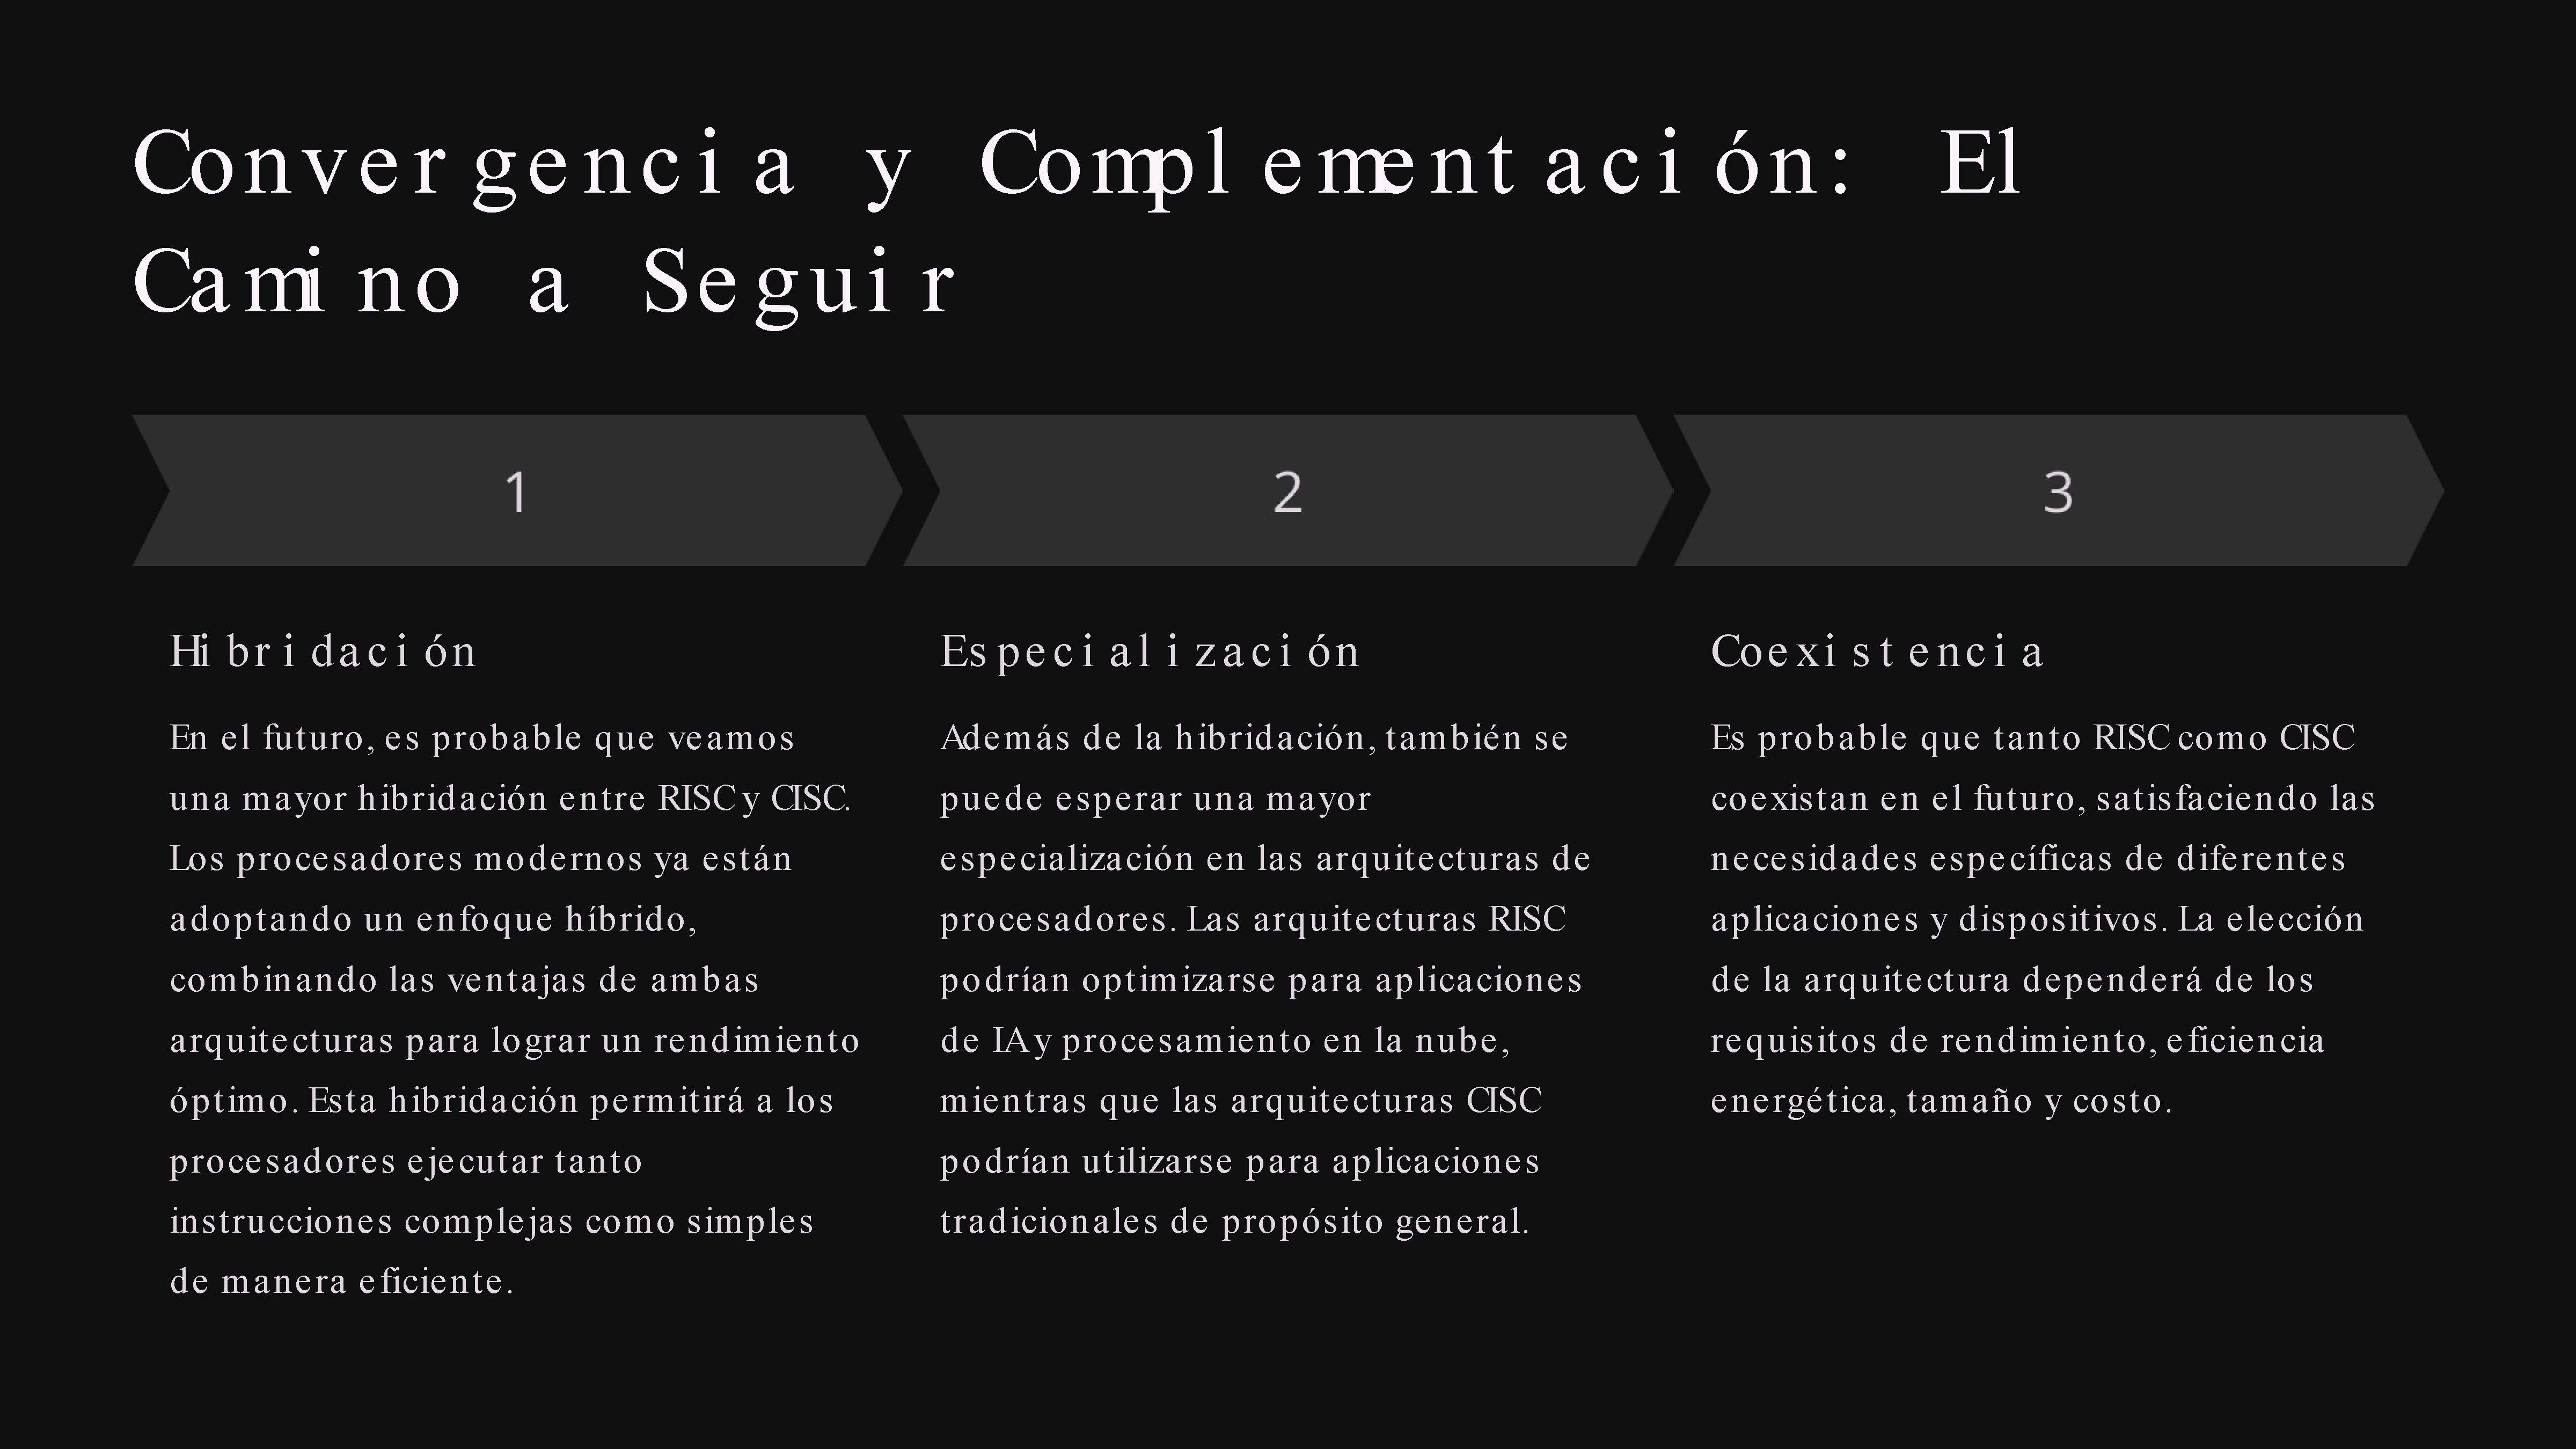 Convergencia y Complementación: El
Camino a Seguir
1
2
3
Hibridación
En el futuro, es probable que veamos
una mayor hibridación entre RISC y CISC.
Los procesadores modernos ya están
adoptando un enfoque híbrido,
combinando las ventajas de ambas
arquitecturas para lograr un rendimiento
óptimo. Esta hibridación permitirá a los
procesadores ejecutar tanto
instrucciones complejas como simples
de manera eficiente.
Especialización
Además de la hibridación, también se
puede esperar una mayor
especialización en las arquitecturas de
procesadores. Las arquitecturas RISC
podrían optimizarse para aplicaciones
de IA y procesamiento en la nube,
mientras que las arquitecturas CISC
podrían utilizarse para aplicaciones
tradicionales de propósito general.
Coexistencia
Es probable que tanto RISC como CISC
coexistan en el futuro, satisfaciendo las
necesidades específicas de diferentes
aplicaciones y dispositivos. La elección
de la arquitectura dependerá de los
requisitos de rendimiento, eficiencia
energética, tamaño y costo.